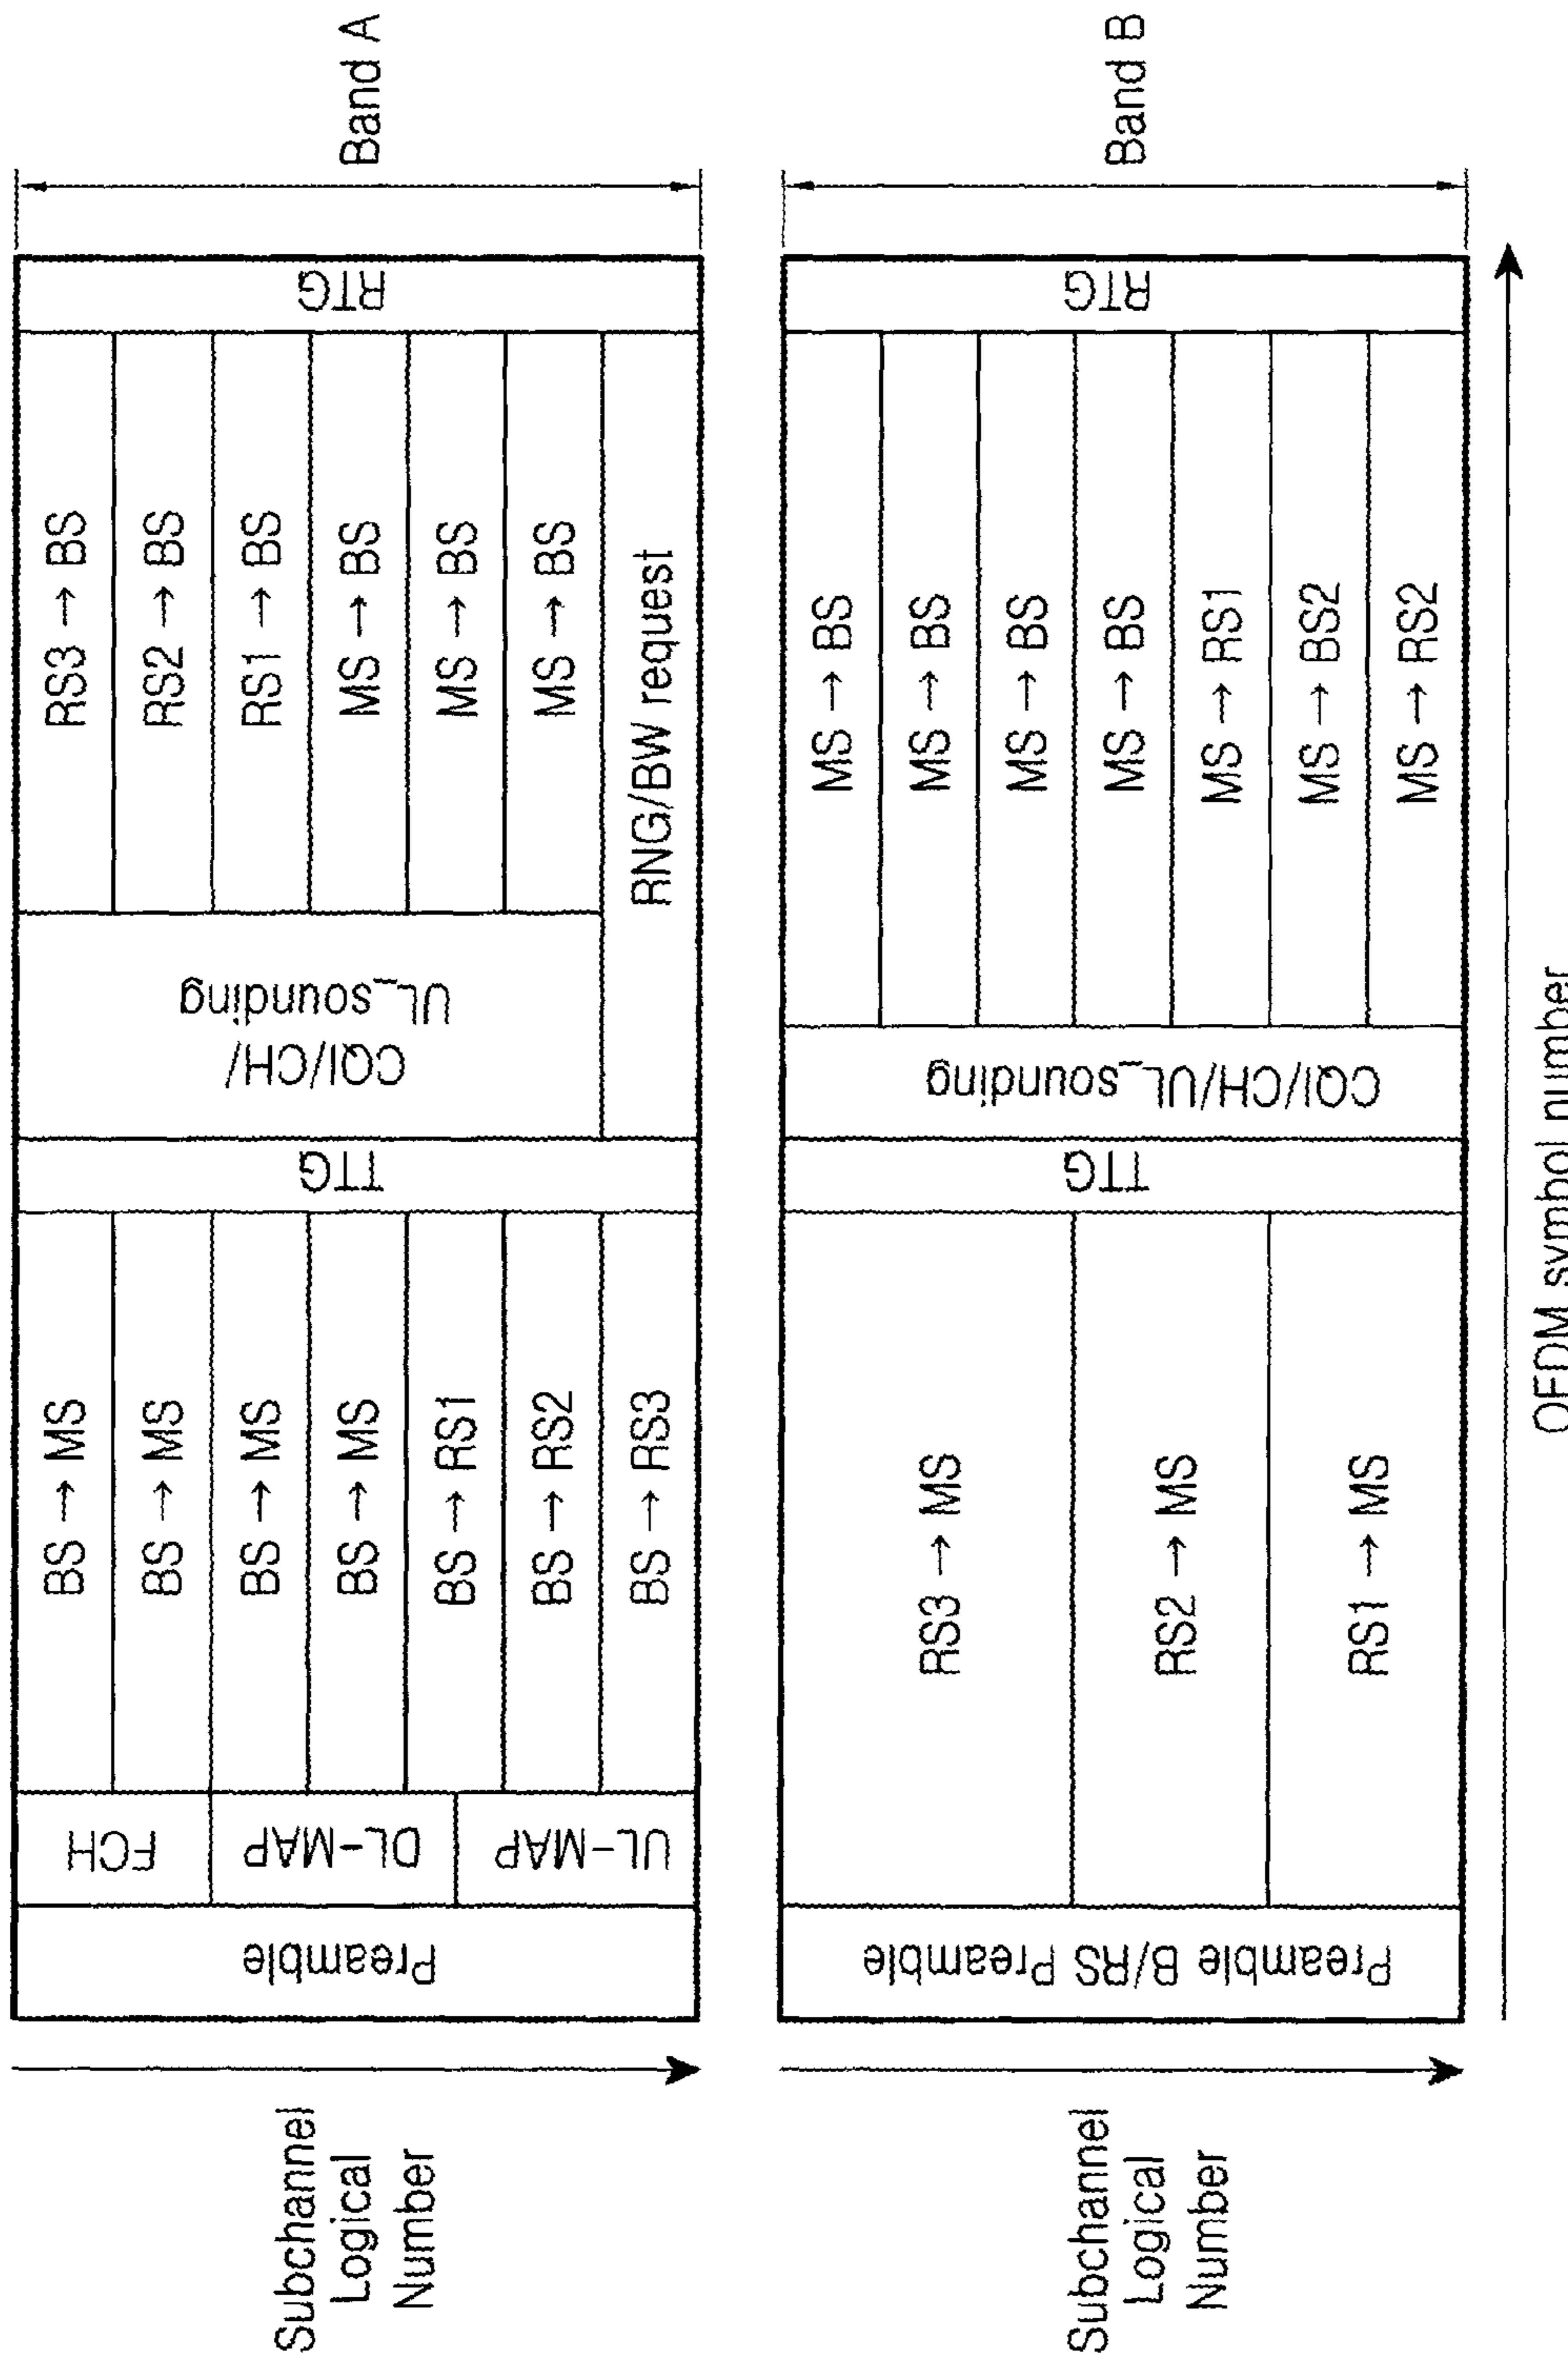 Subchannel
Logical
Number
Preamble
FCH
DL-MAP
UL-MAP
BS → MS
BS → MS
BS → MS
BS → MS
BS → RS1
BS → RS2
BS → RS3
TTG
CQI/CH/
UL_sounding
RS3 → BS
RS2 → BS
RS1 → BS
MS → BS
MS → BS
MS → BS
RNG/BW request
RTG
Band A
Subchannel
Logical
Number
Preamble B/RS Preamble
RS3 → MS
RS2 → MS
RS1 → MS
TTG
CQI/CH/UL_sounding
MS → BS
MS → BS
MS → BS
MS → BS
MS → RS1
MS → BS2
MS → RS2
RTG
Band B
OFDM symbol number